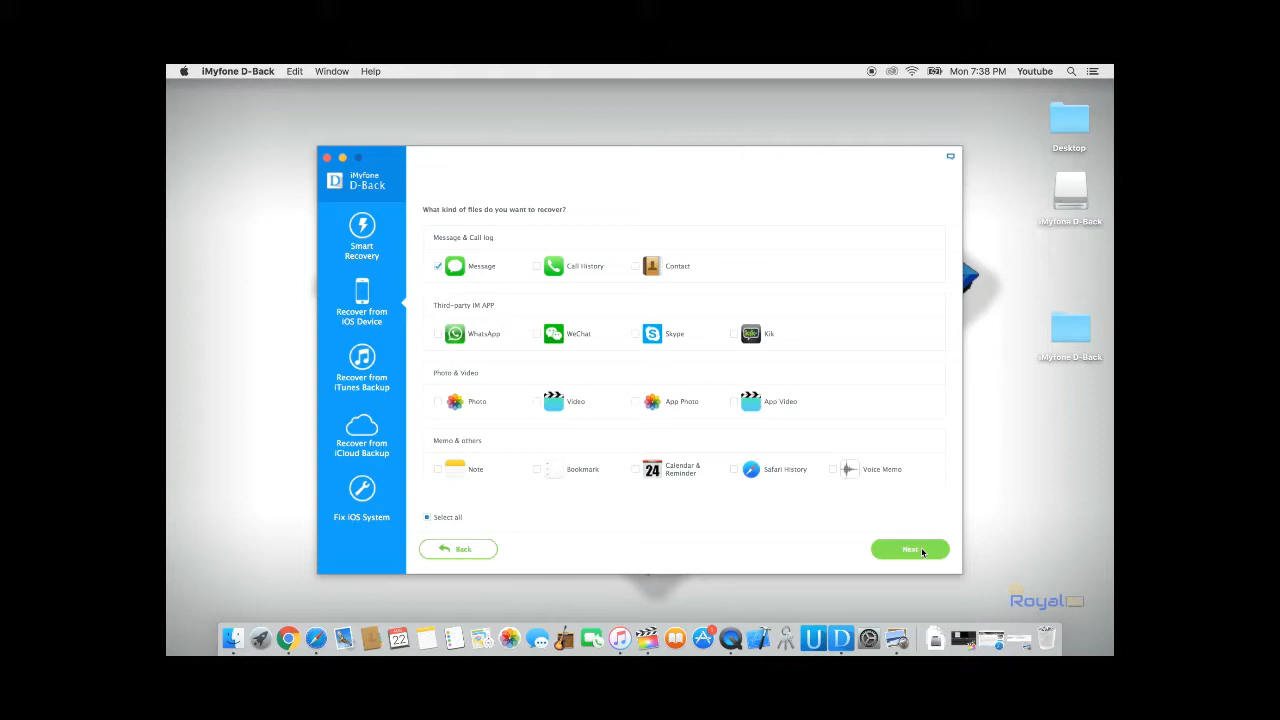 iMyfone D-Back Edit Window Help Mon 7:38 PM Youtube
Desktop
iMyfone D-Back
iMyfone D-Back
iMyfone
D-Back
Smart
Recovery
Recover from
iOS Device
Recover from
iTunes Backup
Recover from
iCloud Backup
Fix iOS System
What kind of files do you want to recover?
Message & Call log
Message Call History Contact
Third-party IM APP
WhatsApp WeChat Skype Kik
Photo & Video
Photo Video App Photo App Video
Memo & others
Note Bookmark Calendar &
Reminder Safari History Voice Memo
24
Select all
Back Next
Royal
22